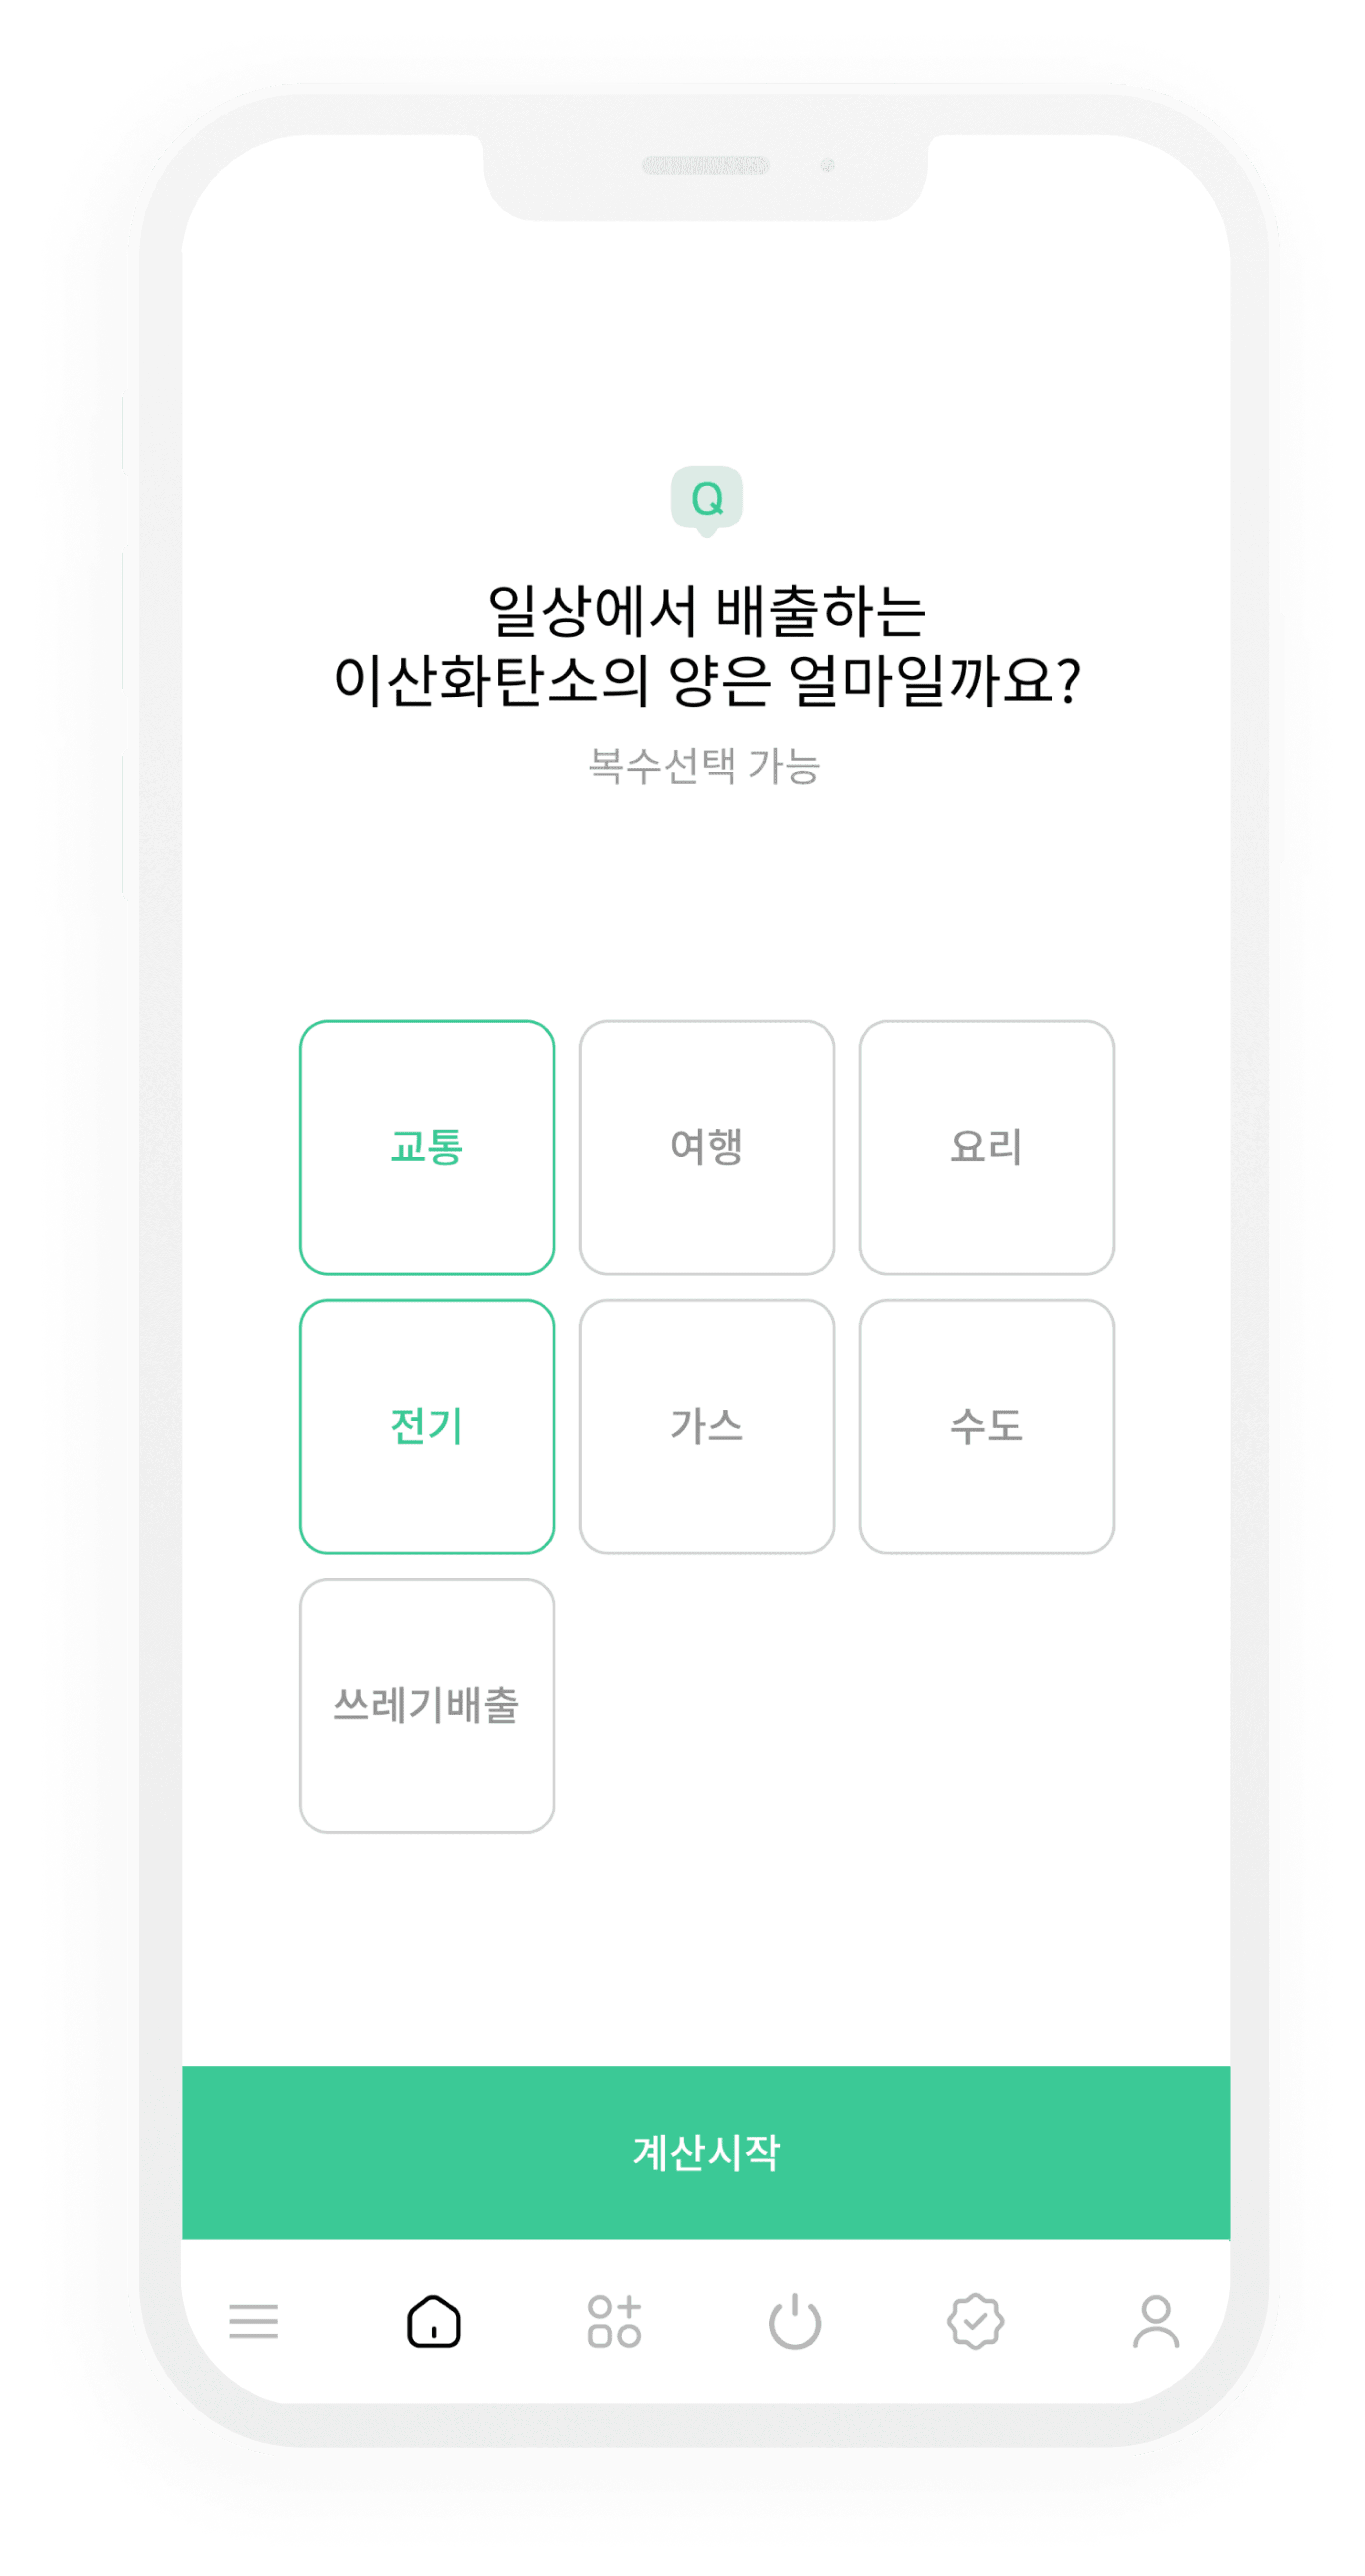 Q
일상에서 배출하는
이산화탄소의 양은 얼마일까요?
복수선택 가능
교통
여행
요리
전기
가스
수도
쓰레기배출
계산시작